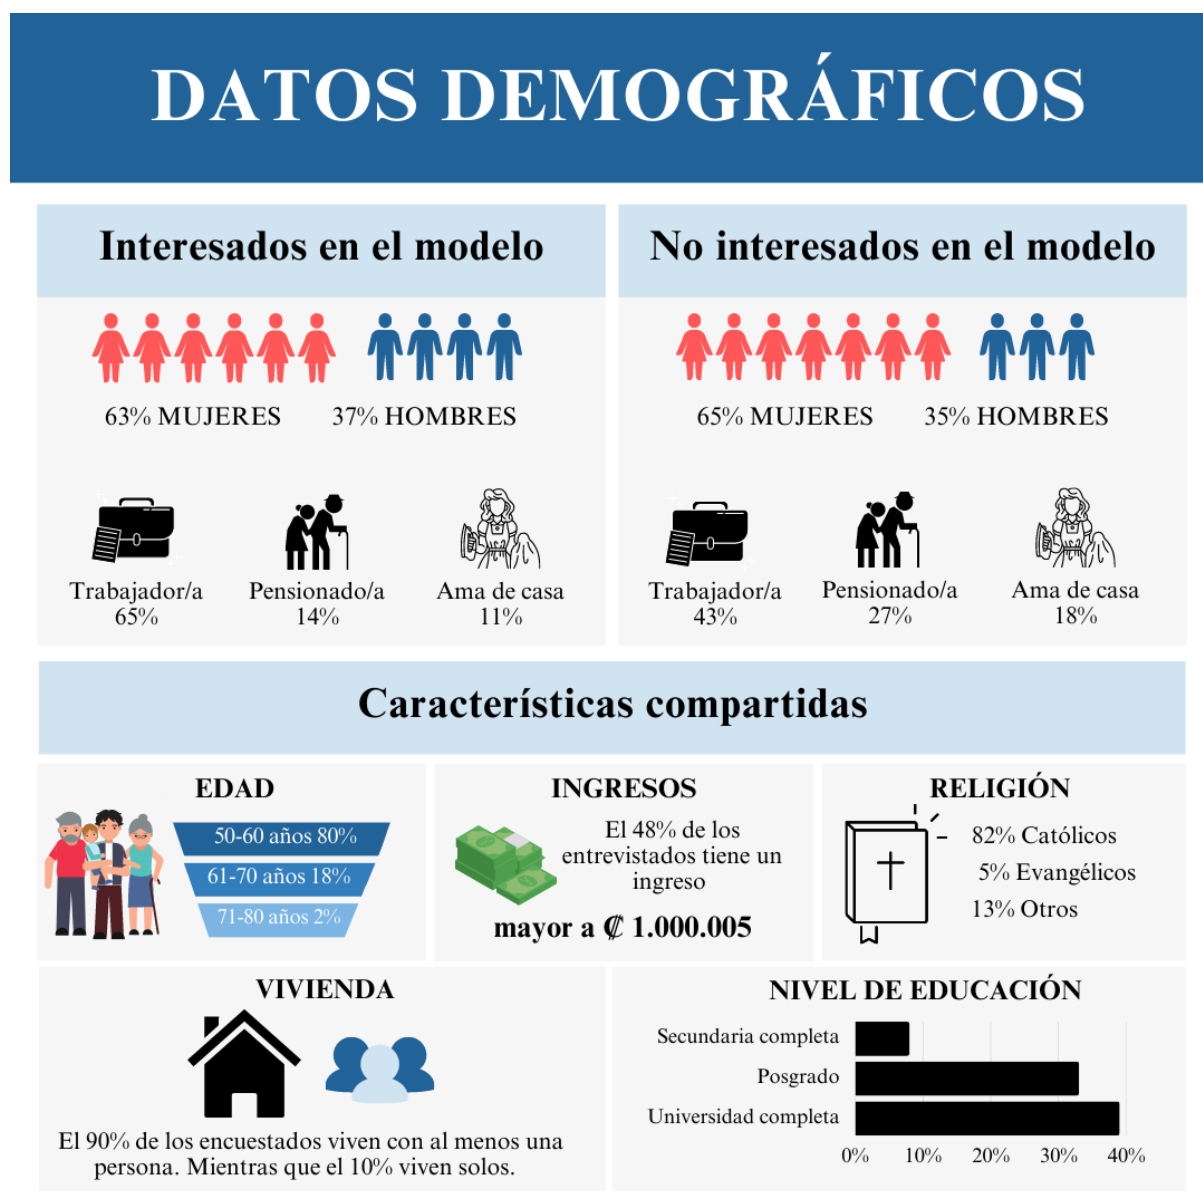 DATOS DEMOGRÁFICOS
Interesados en el modelo
63% MUJERES
37% HOMBRES
Trabajador/a
65%
Pensionado/a
14%
Ama de casa
11%
No interesados en el modelo
65% MUJERES
35% HOMBRES
Trabajador/a
43%
Pensionado/a
27%
Ama de casa
18%
Características compartidas
EDAD
50-60 años 80%
61-70 años 18%
71-80 años 2%
INGRESOS
El 48% de los
entrevistados tiene un
ingreso
mayor a ₡ 1.000.005
RELIGIÓN
82% Católicos
5% Evangélicos
13% Otros
VIVIENDA
El 90% de los encuestados viven con al menos una
persona. Mientras que el 10% viven solos.
NIVEL DE EDUCACIÓN
Secundaria completa
Posgrado
Universidad completa
0% 10% 20% 30% 40%